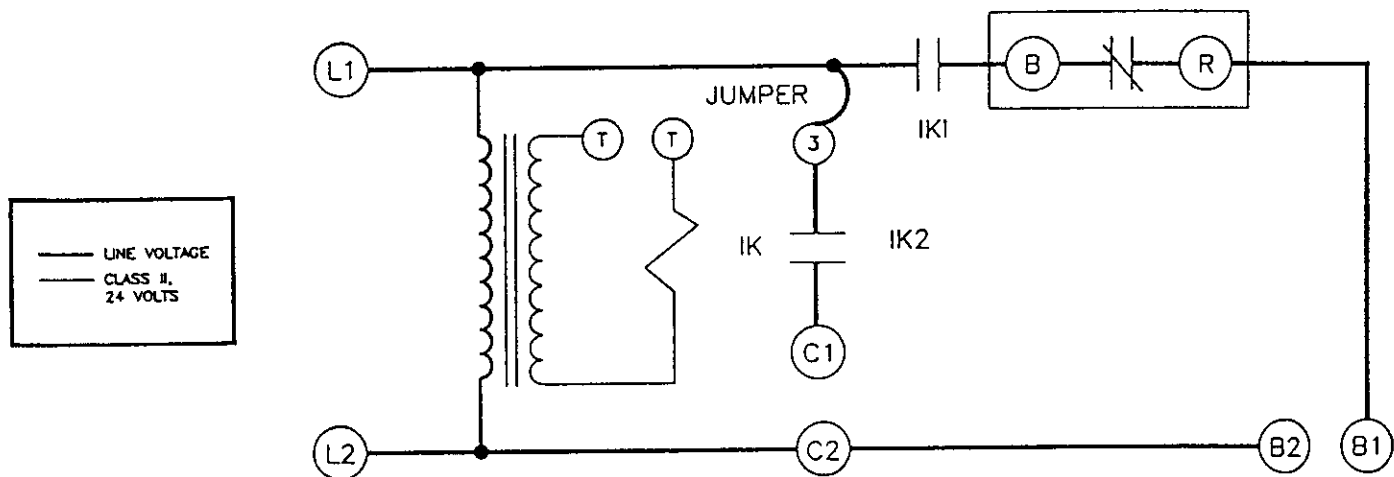 L1
B
R
JUMPER
IK1
T
T
3
LINE VOLTAGE
CLASS II,
24 VOLTS
IK
IK2
C1
L2
C2
B2
B1